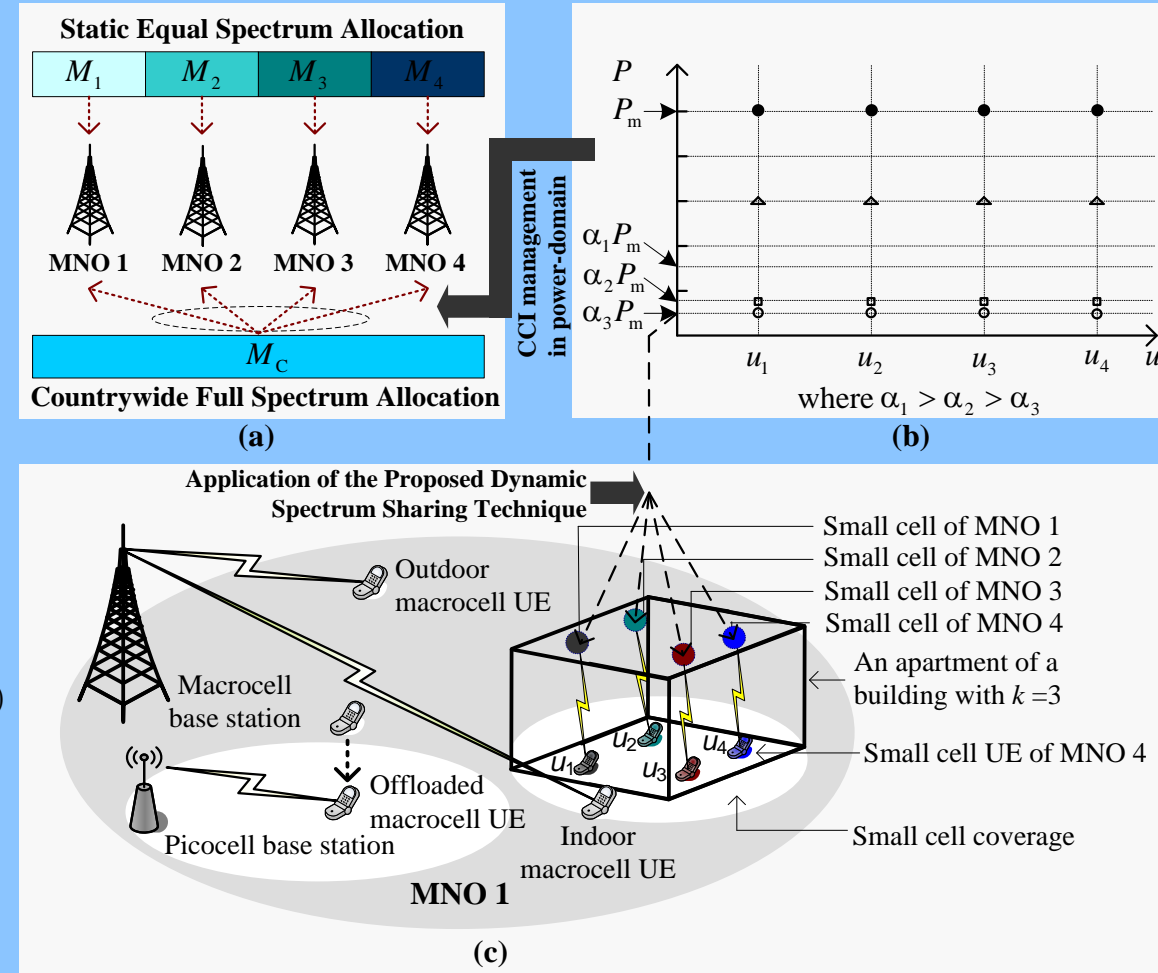 Static Equal Spectrum Allocation
M₁ M₂ M₃ M₄
MNO 1 MNO 2 MNO 3 MNO 4
M_C
Countrywide Full Spectrum Allocation
(a)
CCI management
in power-domain
P
Pₘ
α₁Pₘ
α₂Pₘ
α₃Pₘ
u₁ u₂ u₃ u₄ u
where α₁ > α₂ > α₃
(b)
)
Application of the Proposed Dynamic
Spectrum Sharing Technique
Small cell of MNO 1
Small cell of MNO 2
Small cell of MNO 3
Small cell of MNO 4
Outdoor
macrocell UE
An apartment of a
building with k =3
Macrocell
base station
u₁ u₂ u₃ u₄
Small cell UE of MNO 4
Offloaded
macrocell UE
Picocell base station
Indoor
macrocell UE
Small cell coverage
MNO 1
(c)